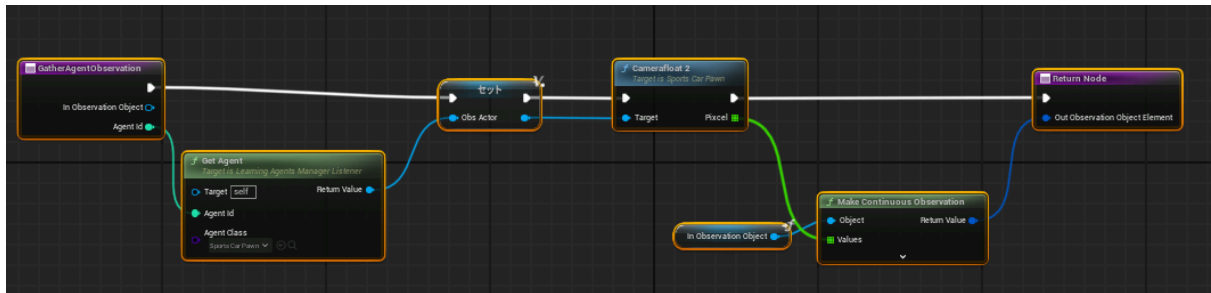 GatherAgentObservation
In Observation Object
Agent Id
f Get Agent
Target is Learning Agents Manager Listener
Target self
Return Value
Agent Id
Agent Class
Sports Car Pawn
セット
Obs Actor
f Camerafloat 2
Target is Sports Car Pawn
Target
Pixcel
In Observation Object
f Make Continuous Observation
Object
Return Value
Values
Return Node
Out Observation Object Element